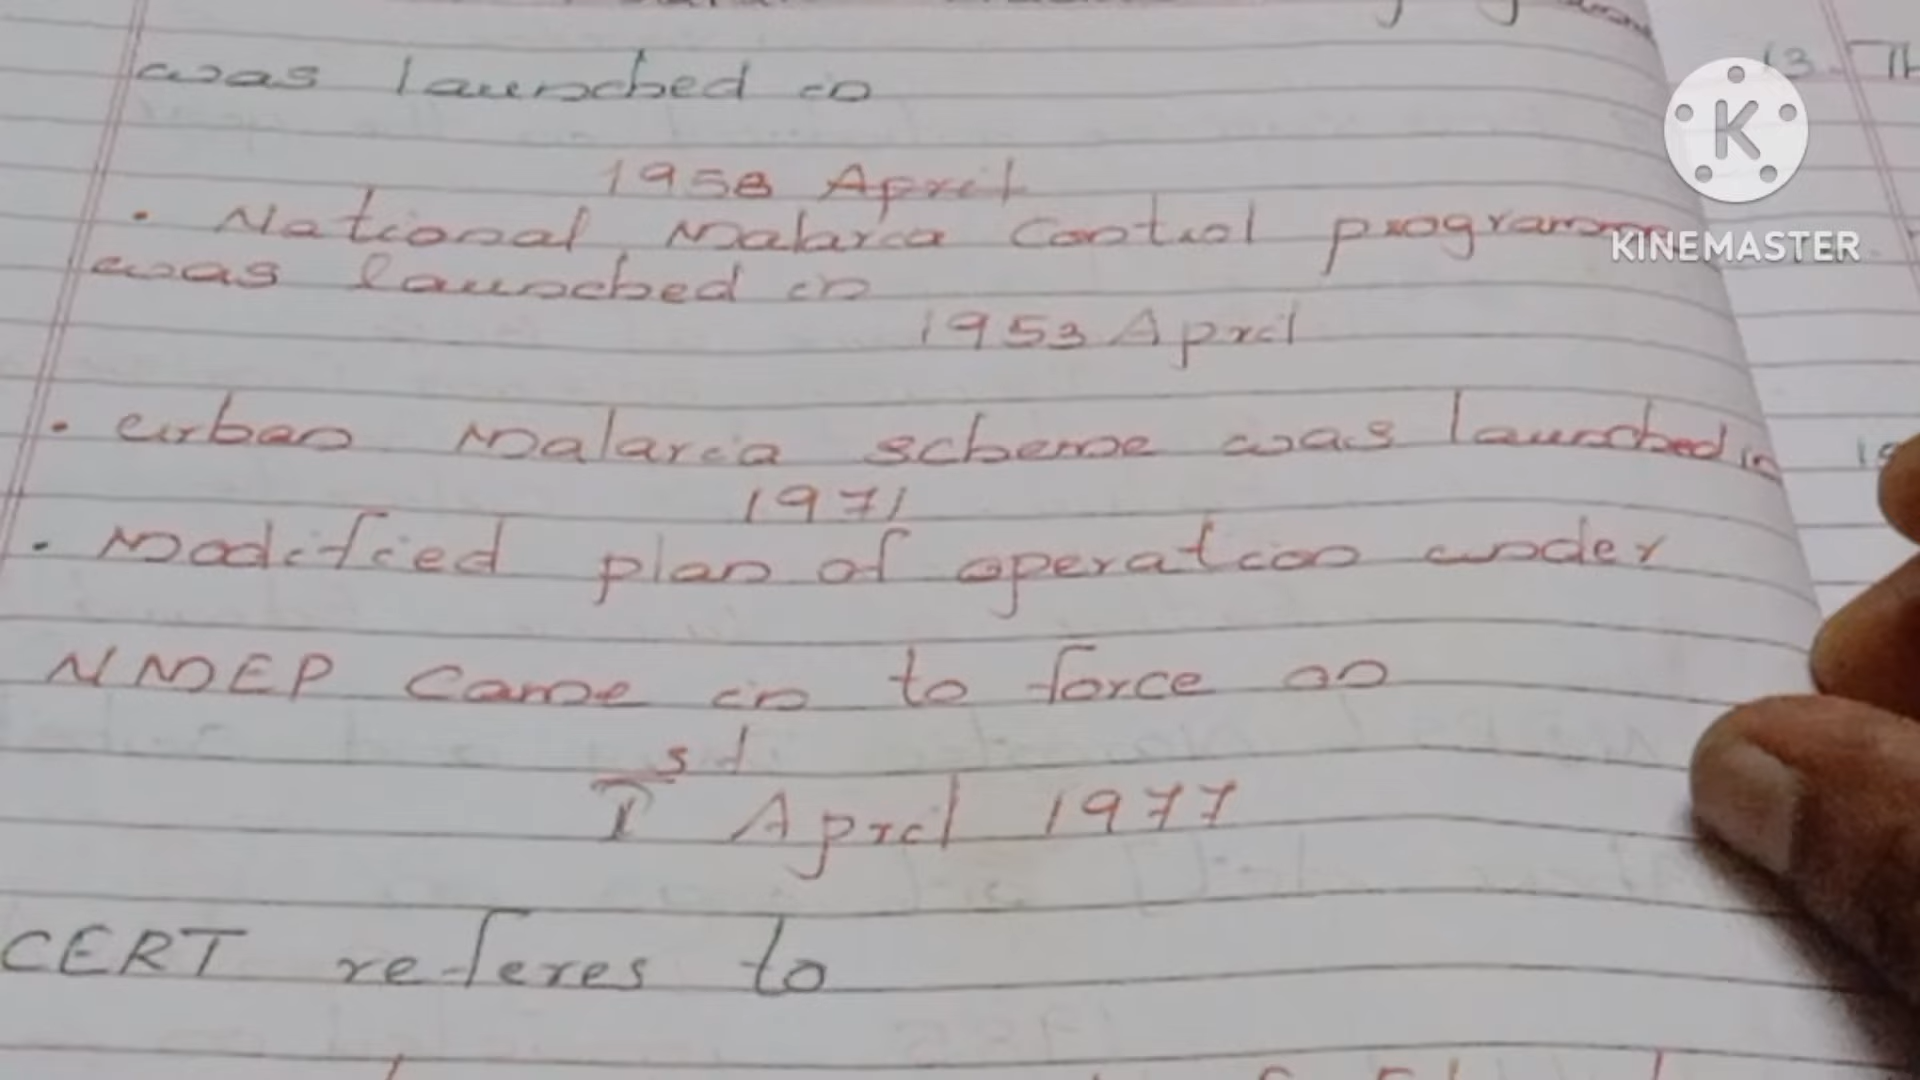 was launched in
13. Th
1958 April
• National Malaria Control programme
was launched in
1953 April
• urban Malaria scheme was launched in
1971
• Modified plan of operation under
NMEP Came in to force on
1st April 1977
CERT referes to
KINEMASTER